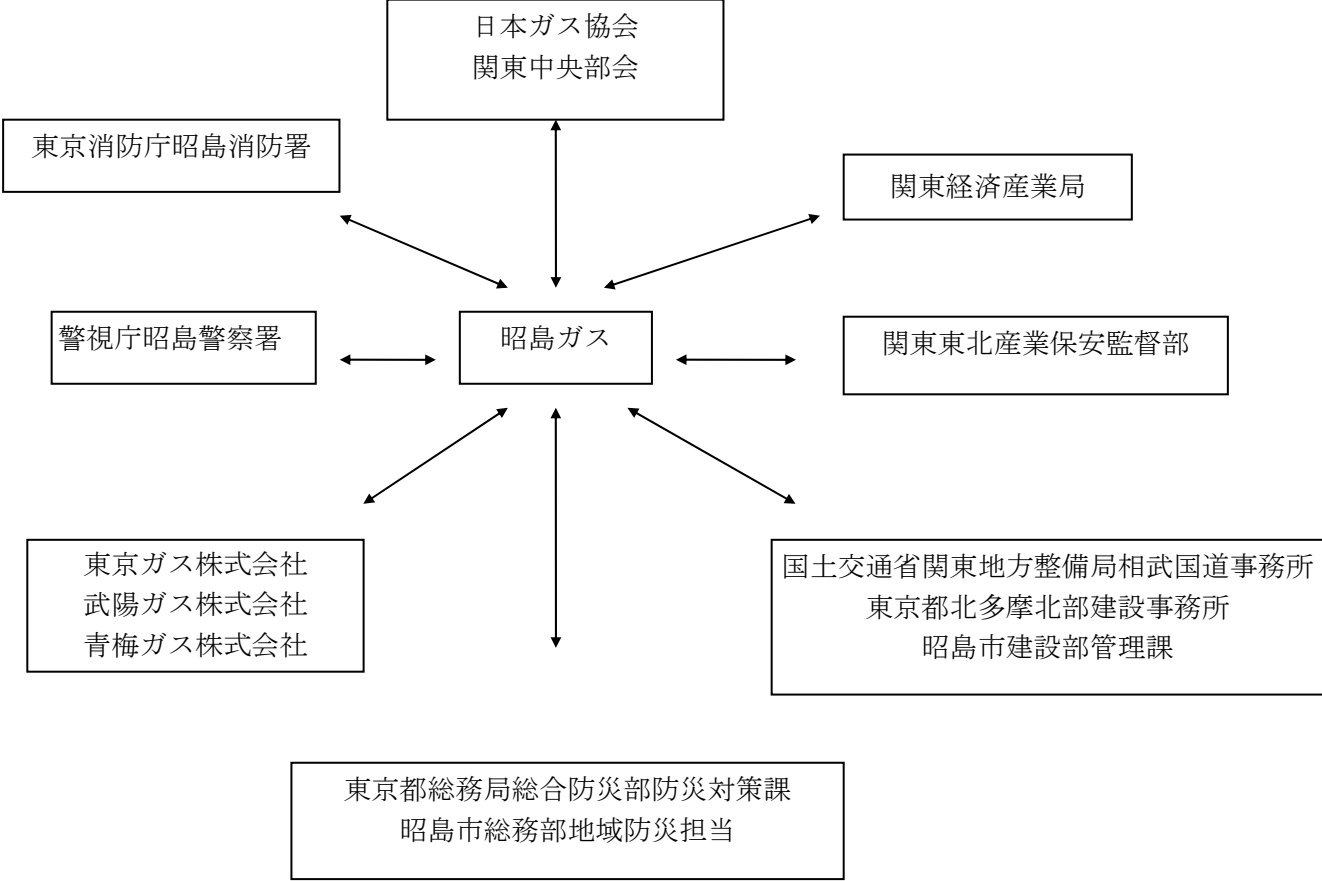 日本ガス協会
関東中央部会
東京消防庁昭島消防署
関東経済産業局
警視庁昭島警察署
昭島ガス
関東東北産業保安監督部
東京ガス株式会社
武陽ガス株式会社
青梅ガス株式会社
国土交通省関東地方整備局相武国道事務所
東京都北多摩北部建設事務所
昭島市建設部管理課
東京都総務局総合防災部防災対策課
昭島市総務部地域防災担当